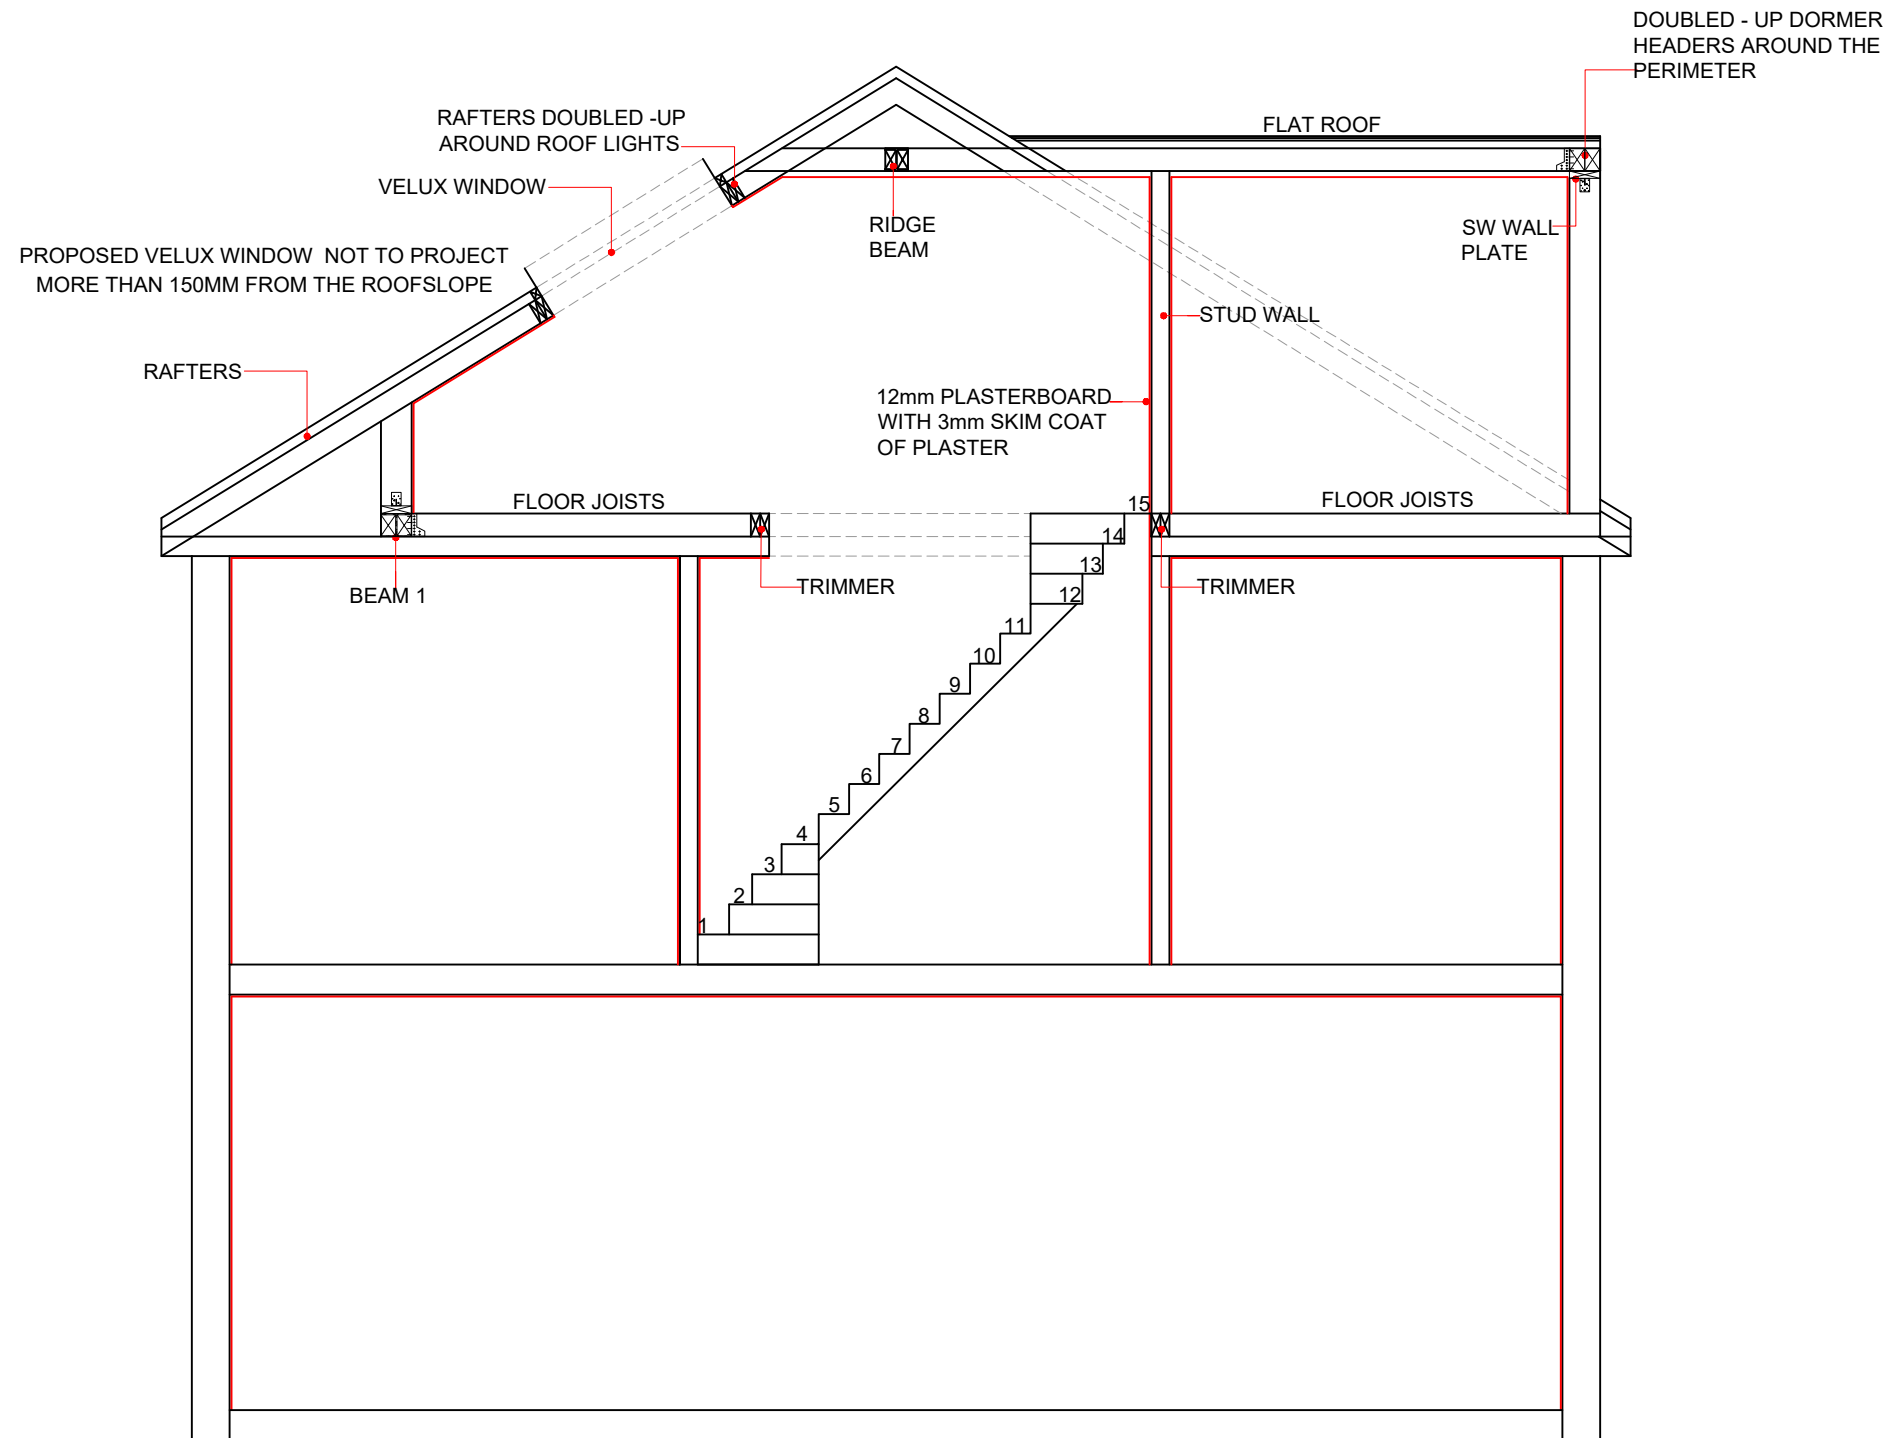 DOUBLED - UP DORMER
HEADERS AROUND THE
PERIMETER
RAFTERS DOUBLED -UP
AROUND ROOF LIGHTS
FLAT ROOF
VELUX WINDOW
RIDGE
BEAM
SW WALL
PLATE
PROPOSED VELUX WINDOW  NOT TO PROJECT
MORE THAN 150MM FROM THE ROOFSLOPE
STUD WALL
RAFTERS
12mm PLASTERBOARD
WITH 3mm SKIM COAT
OF PLASTER
FLOOR JOISTS
FLOOR JOISTS
15
14
13
12
11
10
9
8
7
6
5
4
3
2
1
BEAM 1
TRIMMER
TRIMMER